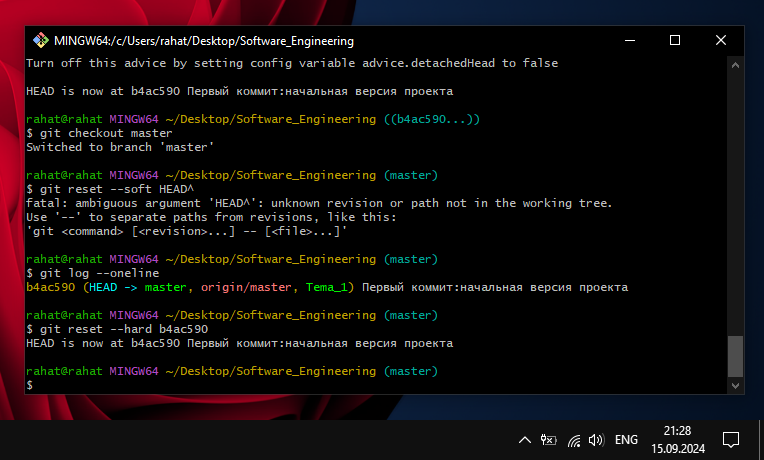 MINGW64:/c/Users/rahat/Desktop/Software_Engineering
Turn off this advice by setting config variable advice.detachedHead to false
HEAD is now at b4ac590 Первый коммит:начальная версия проекта
rahat@rahat MINGW64 ~/Desktop/Software_Engineering ((b4ac590...))
$ git checkout master
Switched to branch 'master'
rahat@rahat MINGW64 ~/Desktop/Software_Engineering (master)
$ git reset --soft HEAD^
fatal: ambiguous argument 'HEAD^': unknown revision or path not in the working tree.
Use '--' to separate paths from revisions, like this:
'git <command> [<revision>...] -- [<file>...]'
rahat@rahat MINGW64 ~/Desktop/Software_Engineering (master)
$ git log --oneline
b4ac590 (HEAD -> master, origin/master, Tema_1) Первый коммит:начальная версия проекта
rahat@rahat MINGW64 ~/Desktop/Software_Engineering (master)
$ git reset --hard b4ac590
HEAD is now at b4ac590 Первый коммит:начальная версия проекта
rahat@rahat MINGW64 ~/Desktop/Software_Engineering (master)
$
ENG
21:28
15.09.2024